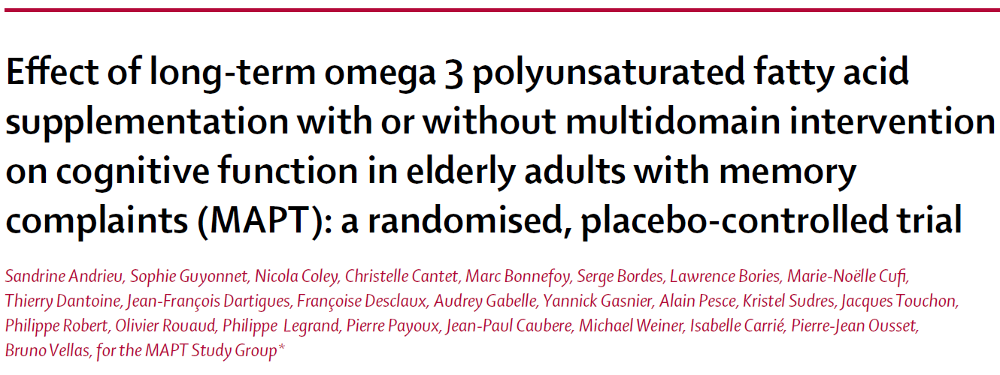 Effect of long-term omega 3 polyunsaturated fatty acid
supplementation with or without multidomain intervention
on cognitive function in elderly adults with memory
complaints (MAPT): a randomised, placebo-controlled trial
Sandrine Andrieu, Sophie Guyonnet, Nicola Coley, Christelle Cantet, Marc Bonnefoy, Serge Bordes, Lawrence Bories, Marie-Noëlle Cufi,
Thierry Dantoine, Jean-François Dartigues, Françoise Desclaux, Audrey Gabelle, Yannick Gasnier, Alain Pesce, Kristel Sudres, Jacques Touchon,
Philippe Robert, Olivier Rouaud, Philippe Legrand, Pierre Payoux, Jean-Paul Caubere, Michael Weiner, Isabelle Carrié, Pierre-Jean Ousset,
Bruno Vellas, for the MAPT Study Group*